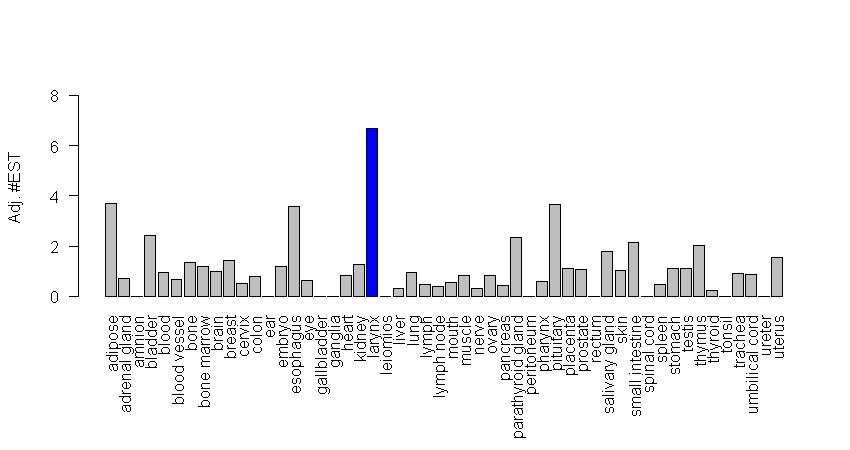 Adj. #EST
8
6
4
2
0
adipose
adrenal gland
amnion
bladder
blood
blood vessel
bone
bone marrow
brain
breast
cervix
colon
ear
embryo
esophagus
eye
gallbladder
ganglia
heart
kidney
larynx
leiomios
liver
lung
lymph
lymph node
mouth
muscle
nerve
ovary
pancreas
parathyroid gland
peritoneum
pharynx
pituitary
placenta
prostate
rectum
salivary gland
skin
small intestine
spinal cord
spleen
stomach
testis
thymus
thyroid
tonsil
trachea
umbilical cord
ureter
uterus